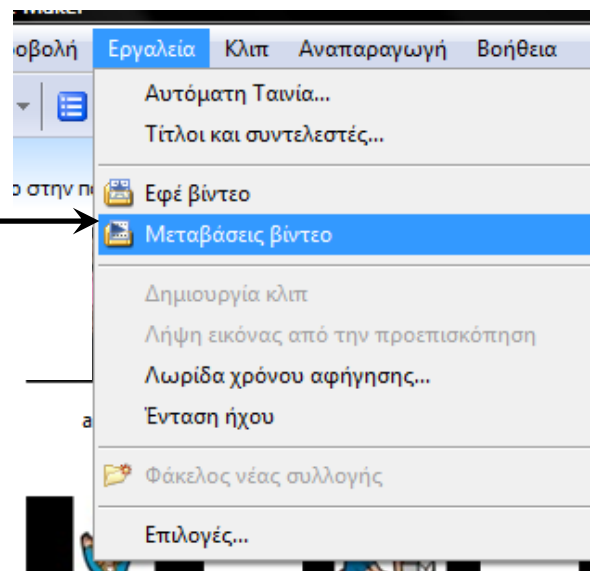 Maker
οβολή Εργαλεία Κλιπ Αναπαραγωγή Βοήθεια
Αυτόματη Ταινία...
Τίτλοι και συντελεστές...
ο στην π
Εφέ βίντεο
Μεταβάσεις βίντεο
Δημιουργία κλιπ
Λήψη εικόνας από την προεπισκόπηση
Λωρίδα χρόνου αφήγησης...
a
Ένταση ήχου
Φάκελος νέας συλλογής
Επιλογές...